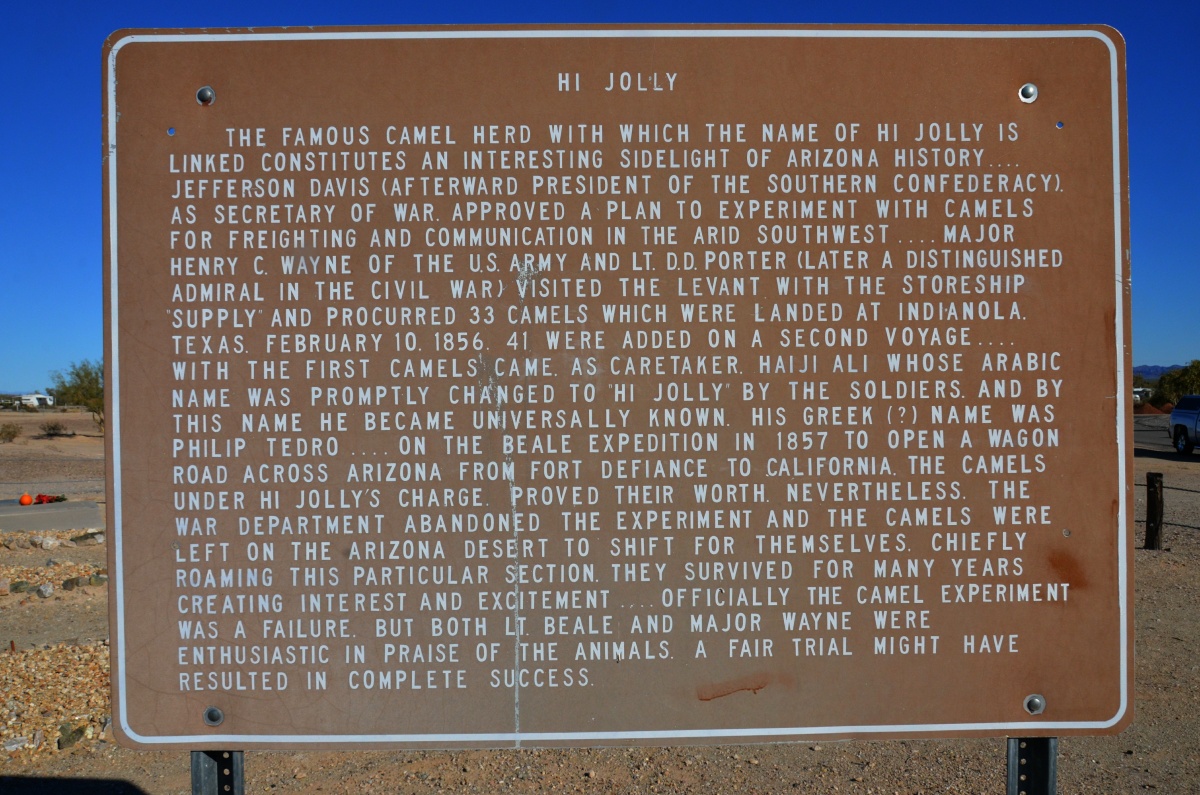 HI JOLLY
THE FAMOUS CAMEL HERD WITH WHICH THE NAME OF HI JOLLY IS
LINKED CONSTITUTES AN INTERESTING SIDELIGHT OF ARIZONA HISTORY....
JEFFERSON DAVIS (AFTERWARD PRESIDENT OF THE SOUTHERN CONFEDERACY).
AS SECRETARY OF WAR. APPROVED A PLAN TO EXPERIMENT WITH CAMELS
FOR FREIGHTING AND COMMUNICATION IN THE ARID SOUTHWEST .... MAJOR
HENRY C. WAYNE OF THE U.S. ARMY AND LT. D.D. PORTER (LATER A DISTINGUISHED
ADMIRAL IN THE CIVIL WAR) VISITED THE LEVANT WITH THE STORESHIP
"SUPPLY" AND PROCURRED 33 CAMELS WHICH WERE LANDED AT INDIANOLA.
TEXAS. FEBRUARY 10. 1856. 41 WERE ADDED ON A SECOND VOYAGE....
WITH THE FIRST CAMELS CAME. AS CARETAKER. HAIJI ALI WHOSE ARABIC
NAME WAS PROMPTLY CHANGED TO "HI JOLLY" BY THE SOLDIERS. AND BY
THIS NAME HE BECAME UNIVERSALLY KNOWN. HIS GREEK (?) NAME WAS
PHILIP TEDRO .... ON THE BEALE EXPEDITION IN 1857 TO OPEN A WAGON
ROAD ACROSS ARIZONA FROM FORT DEFIANCE TO CALIFORNIA. THE CAMELS
UNDER HI JOLLY'S CHARGE. PROVED THEIR WORTH. NEVERTHELESS. THE
WAR DEPARTMENT ABANDONED THE EXPERIMENT AND THE CAMELS WERE
LEFT ON THE ARIZONA DESERT TO SHIFT FOR THEMSELVES. CHIEFLY
ROAMING THIS PARTICULAR SECTION. THEY SURVIVED FOR MANY YEARS
CREATING INTEREST AND EXCITEMENT .... OFFICIALLY THE CAMEL EXPERIMENT
WAS A FAILURE. BUT BOTH LT. BEALE AND MAJOR WAYNE WERE
ENTHUSIASTIC IN PRAISE OF THE ANIMALS. A FAIR TRIAL MIGHT HAVE
RESULTED IN COMPLETE SUCCESS.